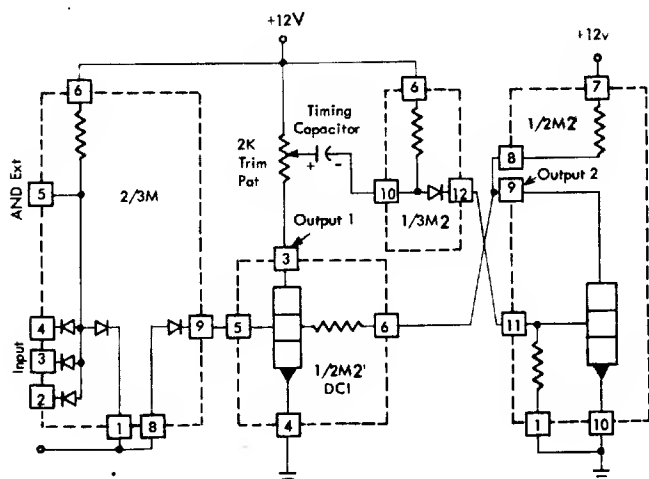 +12V
+12v
6
AND Ext
5
2/3M
4
3
2
Input
1
8
9
2K
Trim
Pat
Timing
Capacitor
+
-
Output 1
3
5
6
1/2M2'
DC1
4
6
10
12
1/3M2
7
1/2M2'
8
9
Output 2
11
1
10